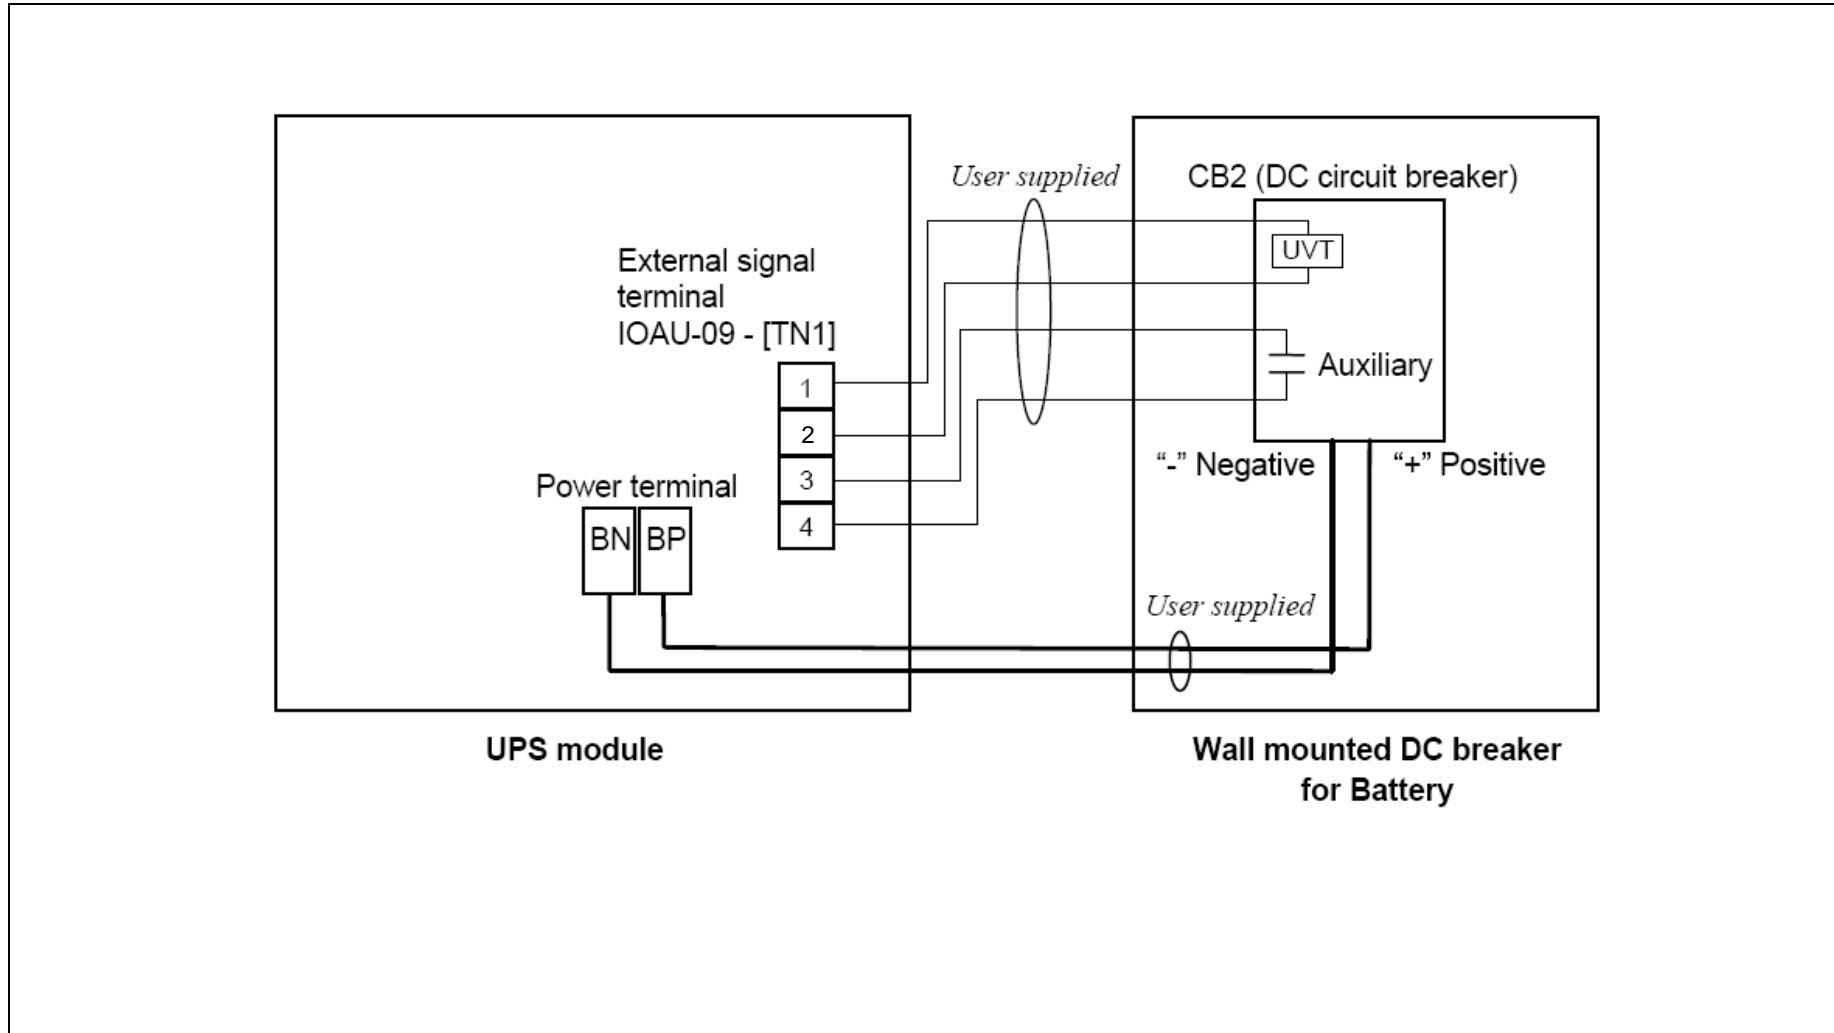 User supplied
CB2 (DC circuit breaker)
UVT
External signal
terminal
IOAU-09 - [TN1]
1
2
3
4
Auxiliary
“-” Negative
“+” Positive
Power terminal
BN
BP
User supplied
UPS module
Wall mounted DC breaker
for Battery